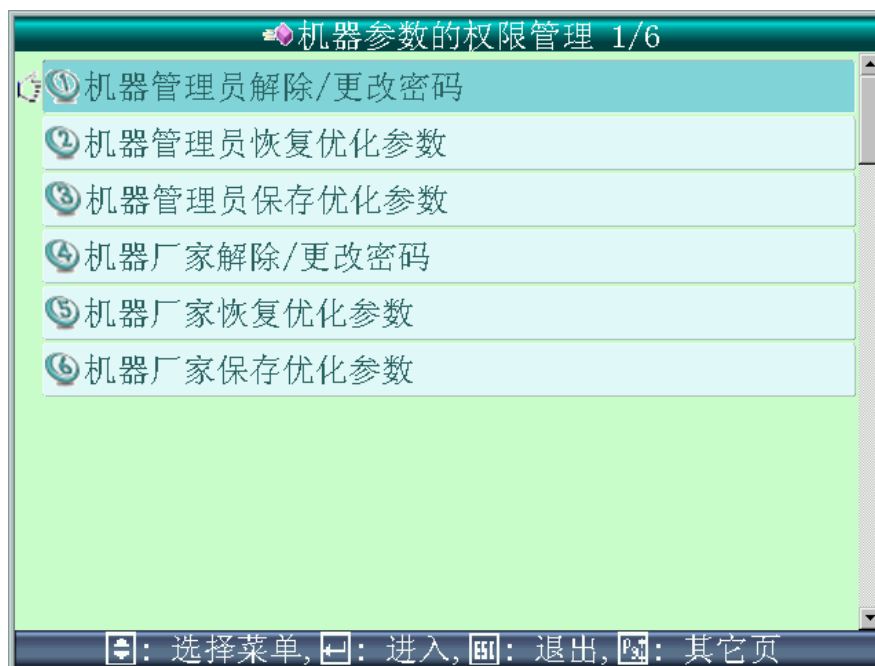 机器参数的权限管理 1/6
1 机器管理员解除/更改密码
2 机器管理员恢复优化参数
3 机器管理员保存优化参数
4 机器厂家解除/更改密码
5 机器厂家恢复优化参数
6 机器厂家保存优化参数
: 选择菜单, : 进入, ESC: 退出, : 其它页